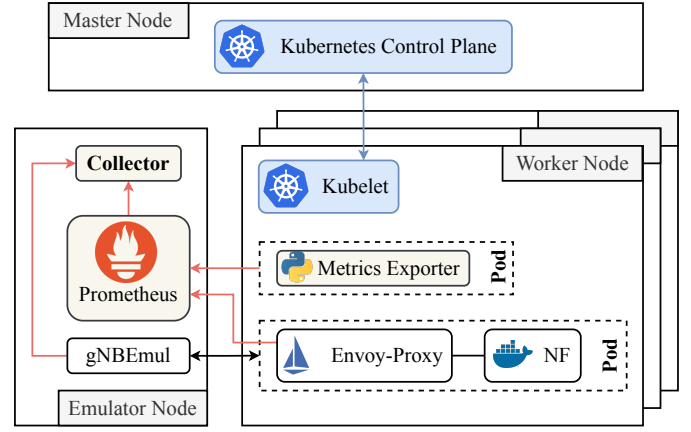 Master Node
Kubernetes Control Plane
Collector
Worker Node
Kubelet
Prometheus
Metrics Exporter
Pod
gNBEmul
Envoy-Proxy
NF
Pod
Emulator Node